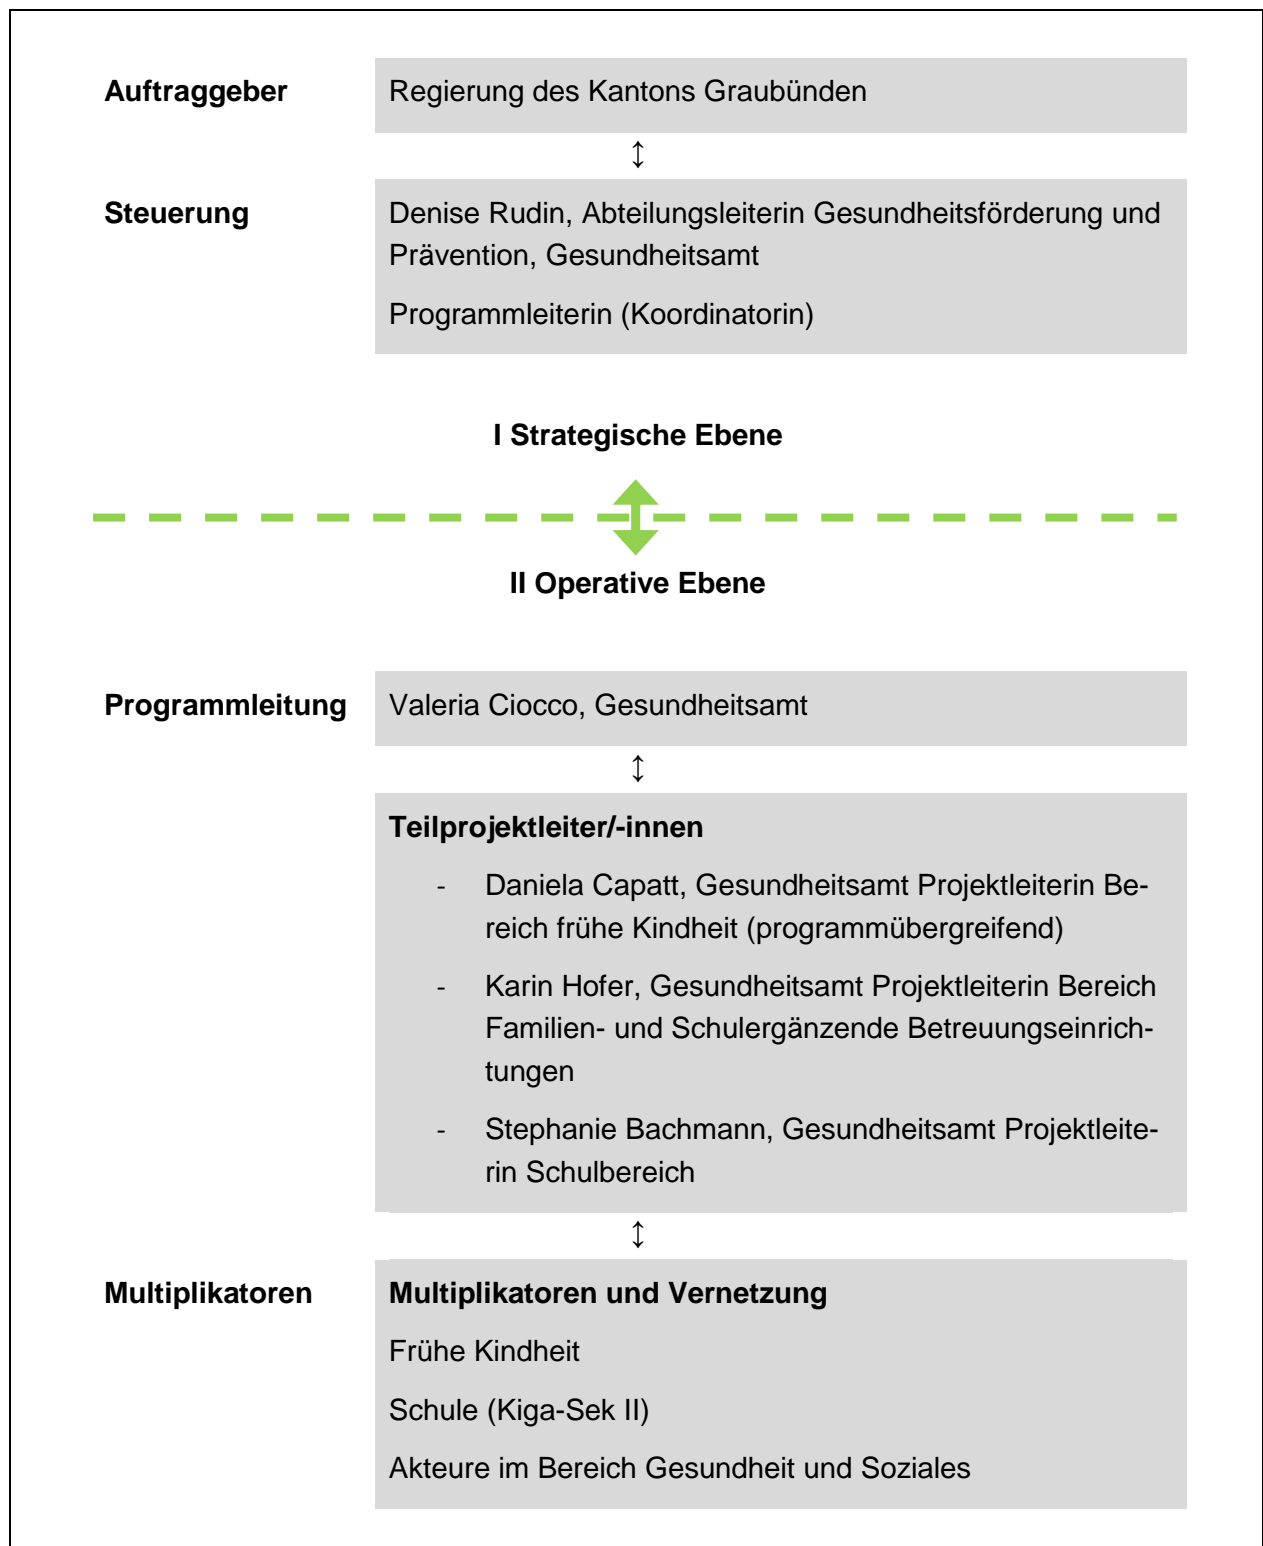 Auftraggeber Regierung des Kantons Graubünden
↕
Steuerung Denise Rudin, Abteilungsleiterin Gesundheitsförderung und
Prävention, Gesundheitsamt
Programmleiterin (Koordinatorin)
I Strategische Ebene
II Operative Ebene
Programmleitung Valeria Ciocco, Gesundheitsamt
↕
Teilprojektleiter/-innen
- Daniela Capatt, Gesundheitsamt Projektleiterin Be-
reich frühe Kindheit (programmübergreifend)
- Karin Hofer, Gesundheitsamt Projektleiterin Bereich
Familien- und Schulergänzende Betreuungseinrich-
tungen
- Stephanie Bachmann, Gesundheitsamt Projektleite-
rin Schulbereich
↕
Multiplikatoren Multiplikatoren und Vernetzung
Frühe Kindheit
Schule (Kiga-Sek II)
Akteure im Bereich Gesundheit und Soziales